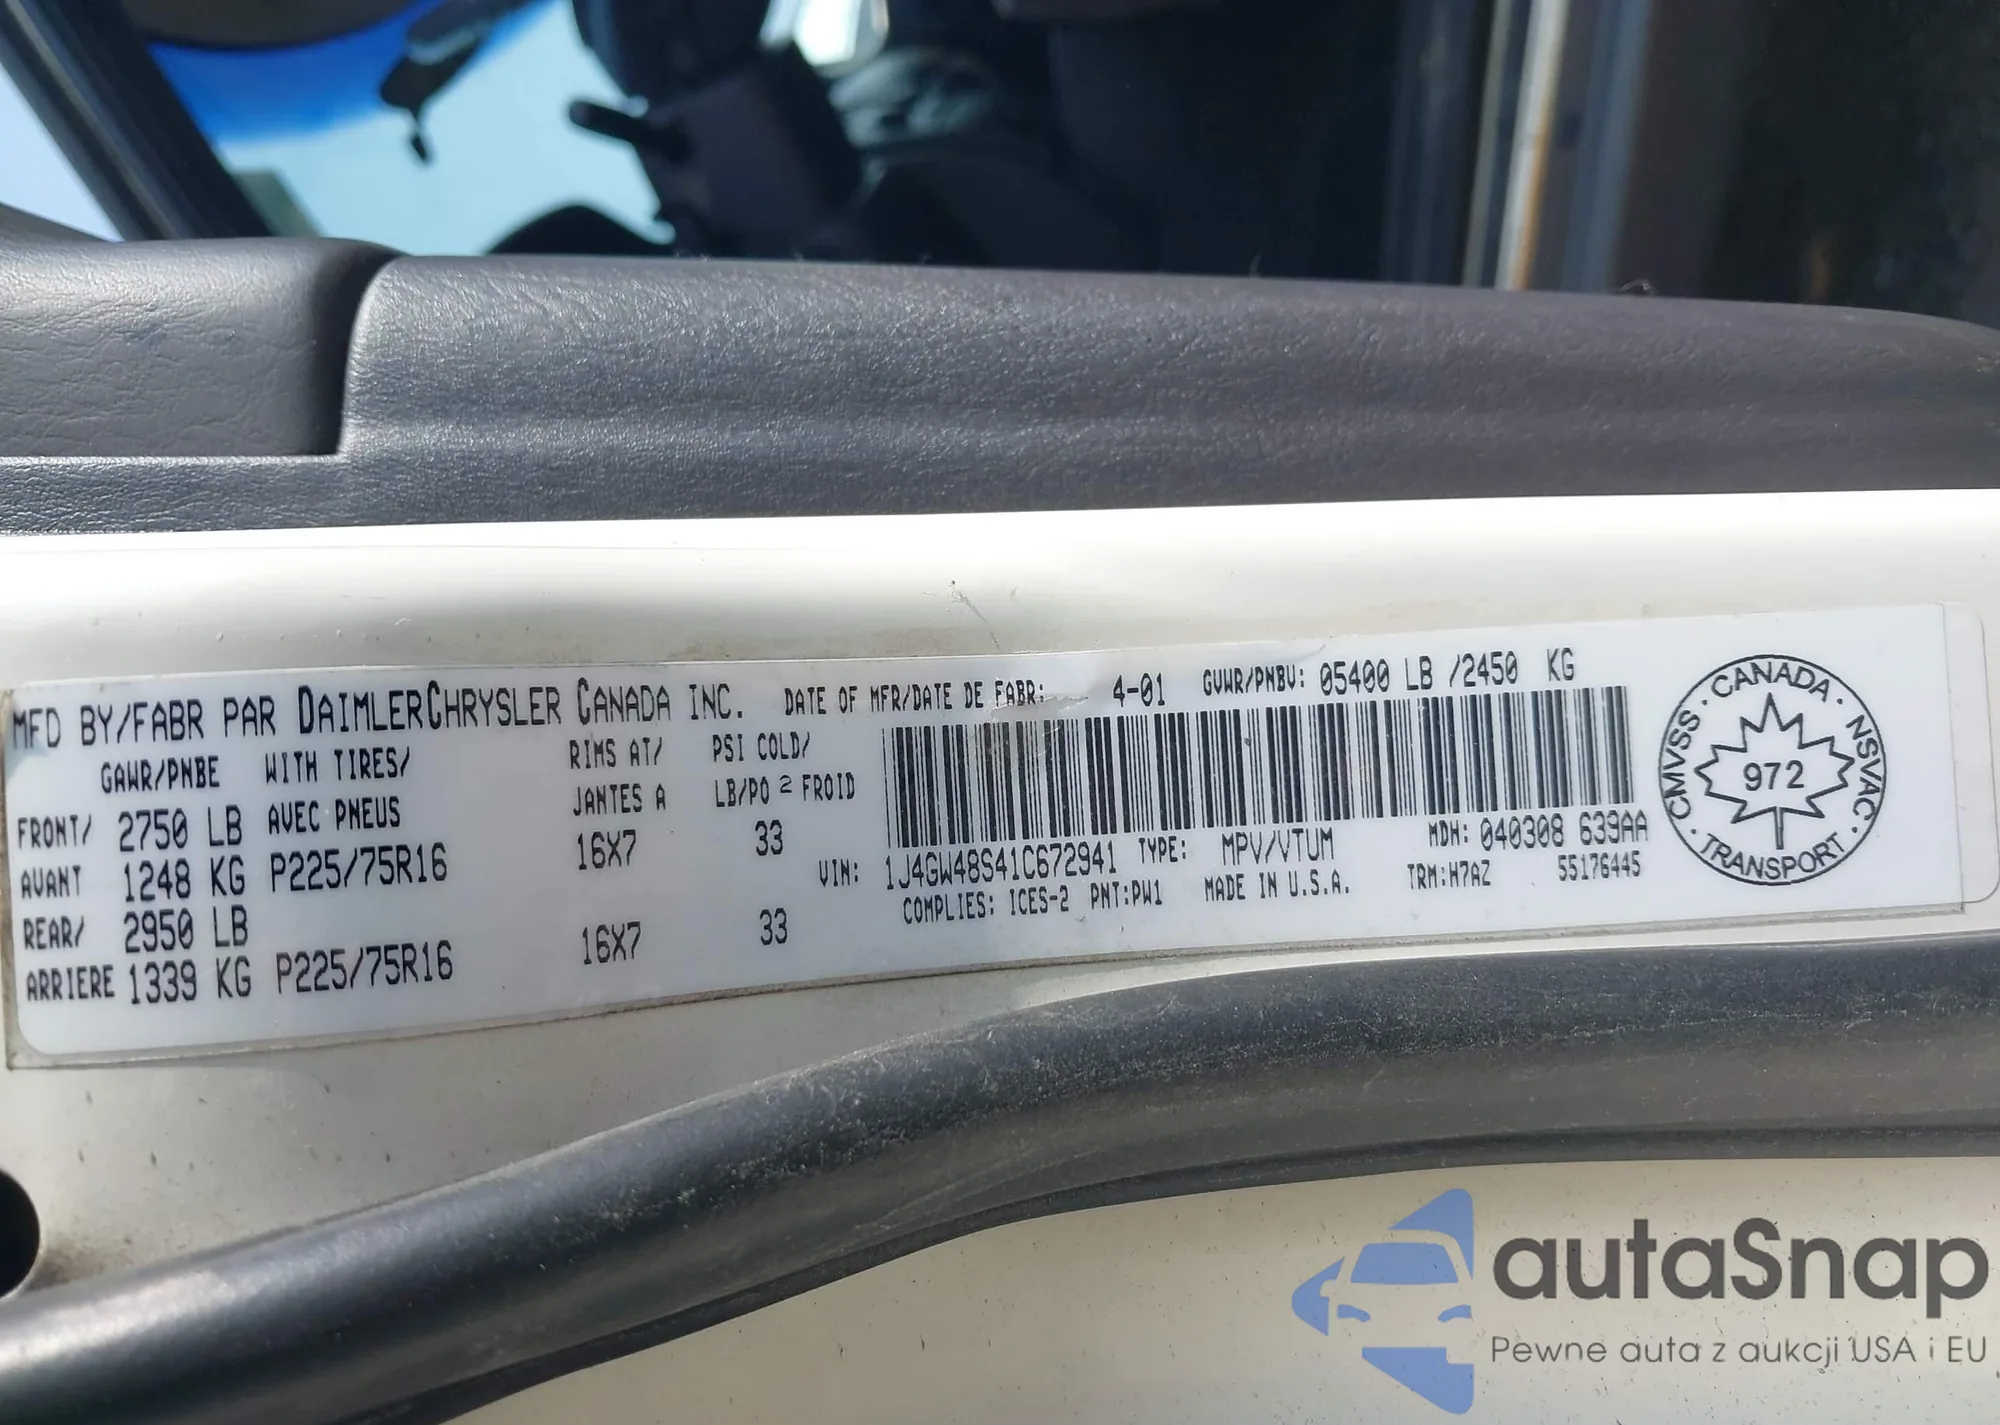 MFD BY/FABR PAR DAIMLERCHRYSLER CANADA INC. DATE OF MFR/DATE DE FABR: 4-01 GVWR/PNBV: 05400 LB /2450 KG
GAWR/PNBE WITH TIRES/ RIMS AT/ PSI COLD/
AVEC PNEUS JANTES A LB/PO 2 FROID
FRONT/ 2750 LB
AVANT 1248 KG P225/75R16 16X7 33
REAR/ 2950 LB
ARRIERE 1339 KG P225/75R16 16X7 33
VIN: 1J4GW48S41C672941 TYPE: MPV/VTUM MDH: 040308 639AA
COMPLIES: ICES-2 PNT:PW1 MADE IN U.S.A. TRM:H7AZ 55176445
CMVSS · CANADA · NSVAC
972
· TRANSPORT ·
autaSnap
Pewne auta z aukcji USA i EU